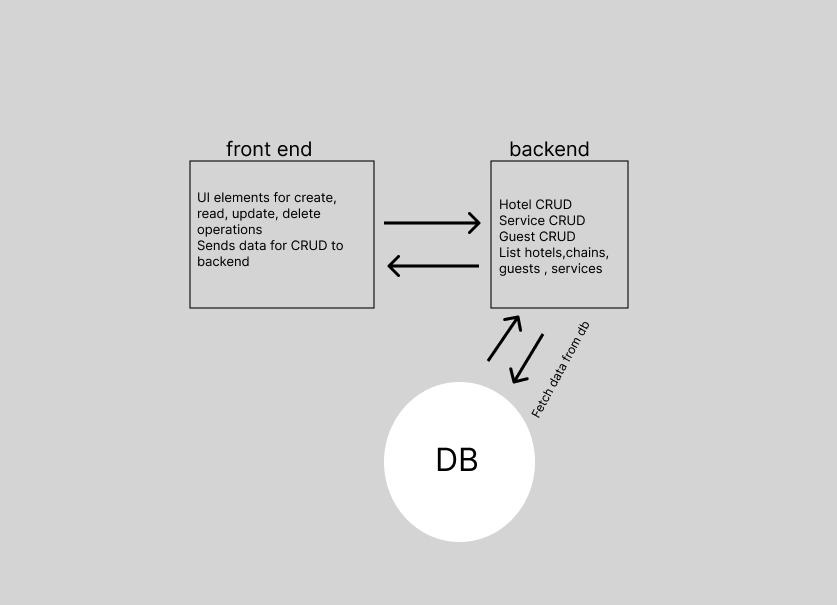 front end
UI elements for create,
read, update, delete
operations
Sends data for CRUD to
backend
backend
Hotel CRUD
Service CRUD
Guest CRUD
List hotels,chains,
guests , services
Fetch data from db
DB